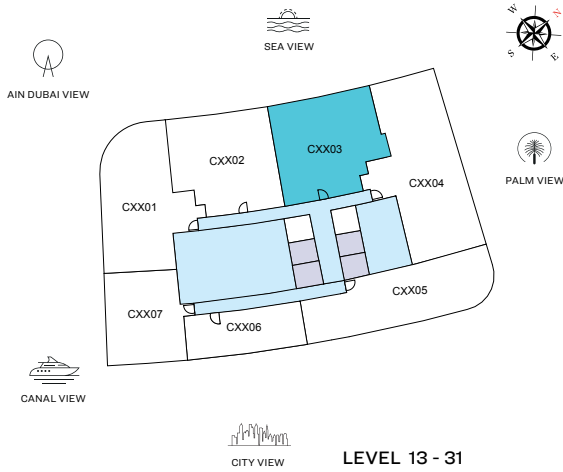 W
N
S
E
SEA VIEW
AIN DUBAI VIEW
PALM VIEW
CXX03
CXX02
CXX04
CXX01
CXX05
CXX07
CXX06
CANAL VIEW
CITY VIEW
LEVEL 13 - 31